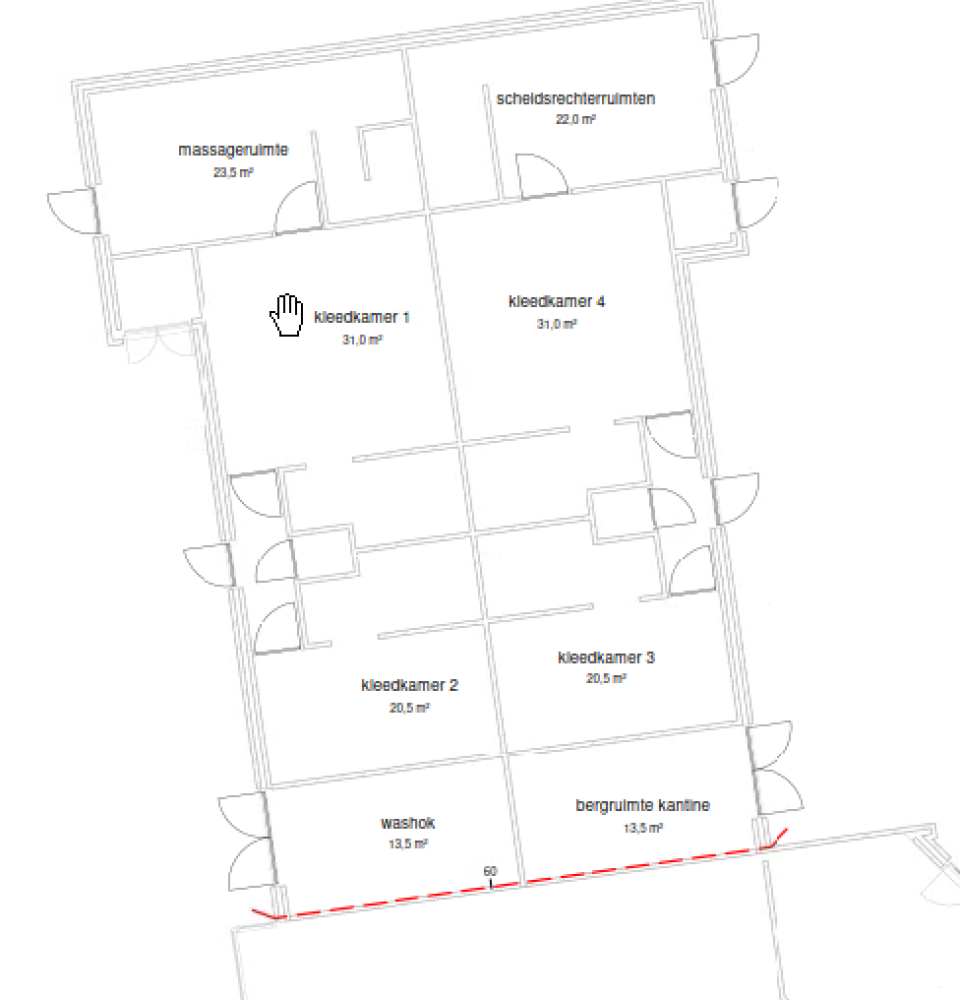 scheidsrechterruimten
22,0 m²
massageruimte
23,5 m²
kleedkamer 4
31,0 m²
kleedkamer 1
31,0 m²
kleedkamer 3
20,5 m²
kleedkamer 2
20,5 m²
bergruimte kantine
13,5 m²
washok
13,5 m²
60